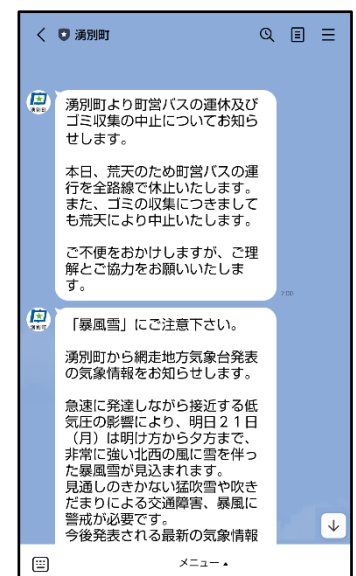 湧別町
湧別町より町営バスの運休及び
ゴミ収集の中止についてお知ら
せします。
本日、荒天のため町営バスの運
行を全路線で休止いたします。
また、ゴミの収集につきまして
も荒天により中止いたします。
ご不便をおかけしますが、ご理
解とご協力をお願いいたしま
す。
7:00
「暴風雪」にご注意下さい。
湧別町から網走地方気象台発表
の気象情報をお知らせします。
急速に発達しながら接近する低
気圧の影響により、明日２１日
（月）は明け方から夕方まで、
非常に強い北西の風に雪を伴っ
た暴風雪が見込まれます。
見通しのきかない猛吹雪や吹き
だまりによる交通障害、暴風に
警戒が必要です。
今後発表される最新の気象情報
メニュー